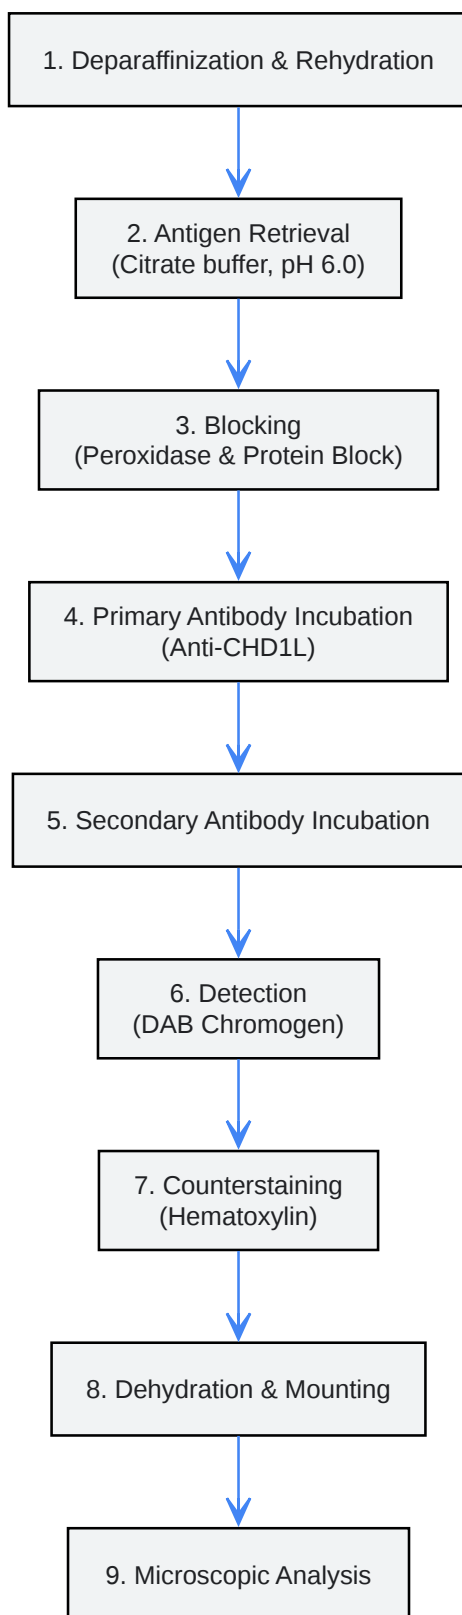 1. Deparaffinization & Rehydration
2. Antigen Retrieval
(Citrate buffer, pH 6.0)
3. Blocking
(Peroxidase & Protein Block)
4. Primary Antibody Incubation
(Anti-CHD1L)
5. Secondary Antibody Incubation
6. Detection
(DAB Chromogen)
7. Counterstaining
(Hematoxylin)
8. Dehydration & Mounting
9. Microscopic Analysis